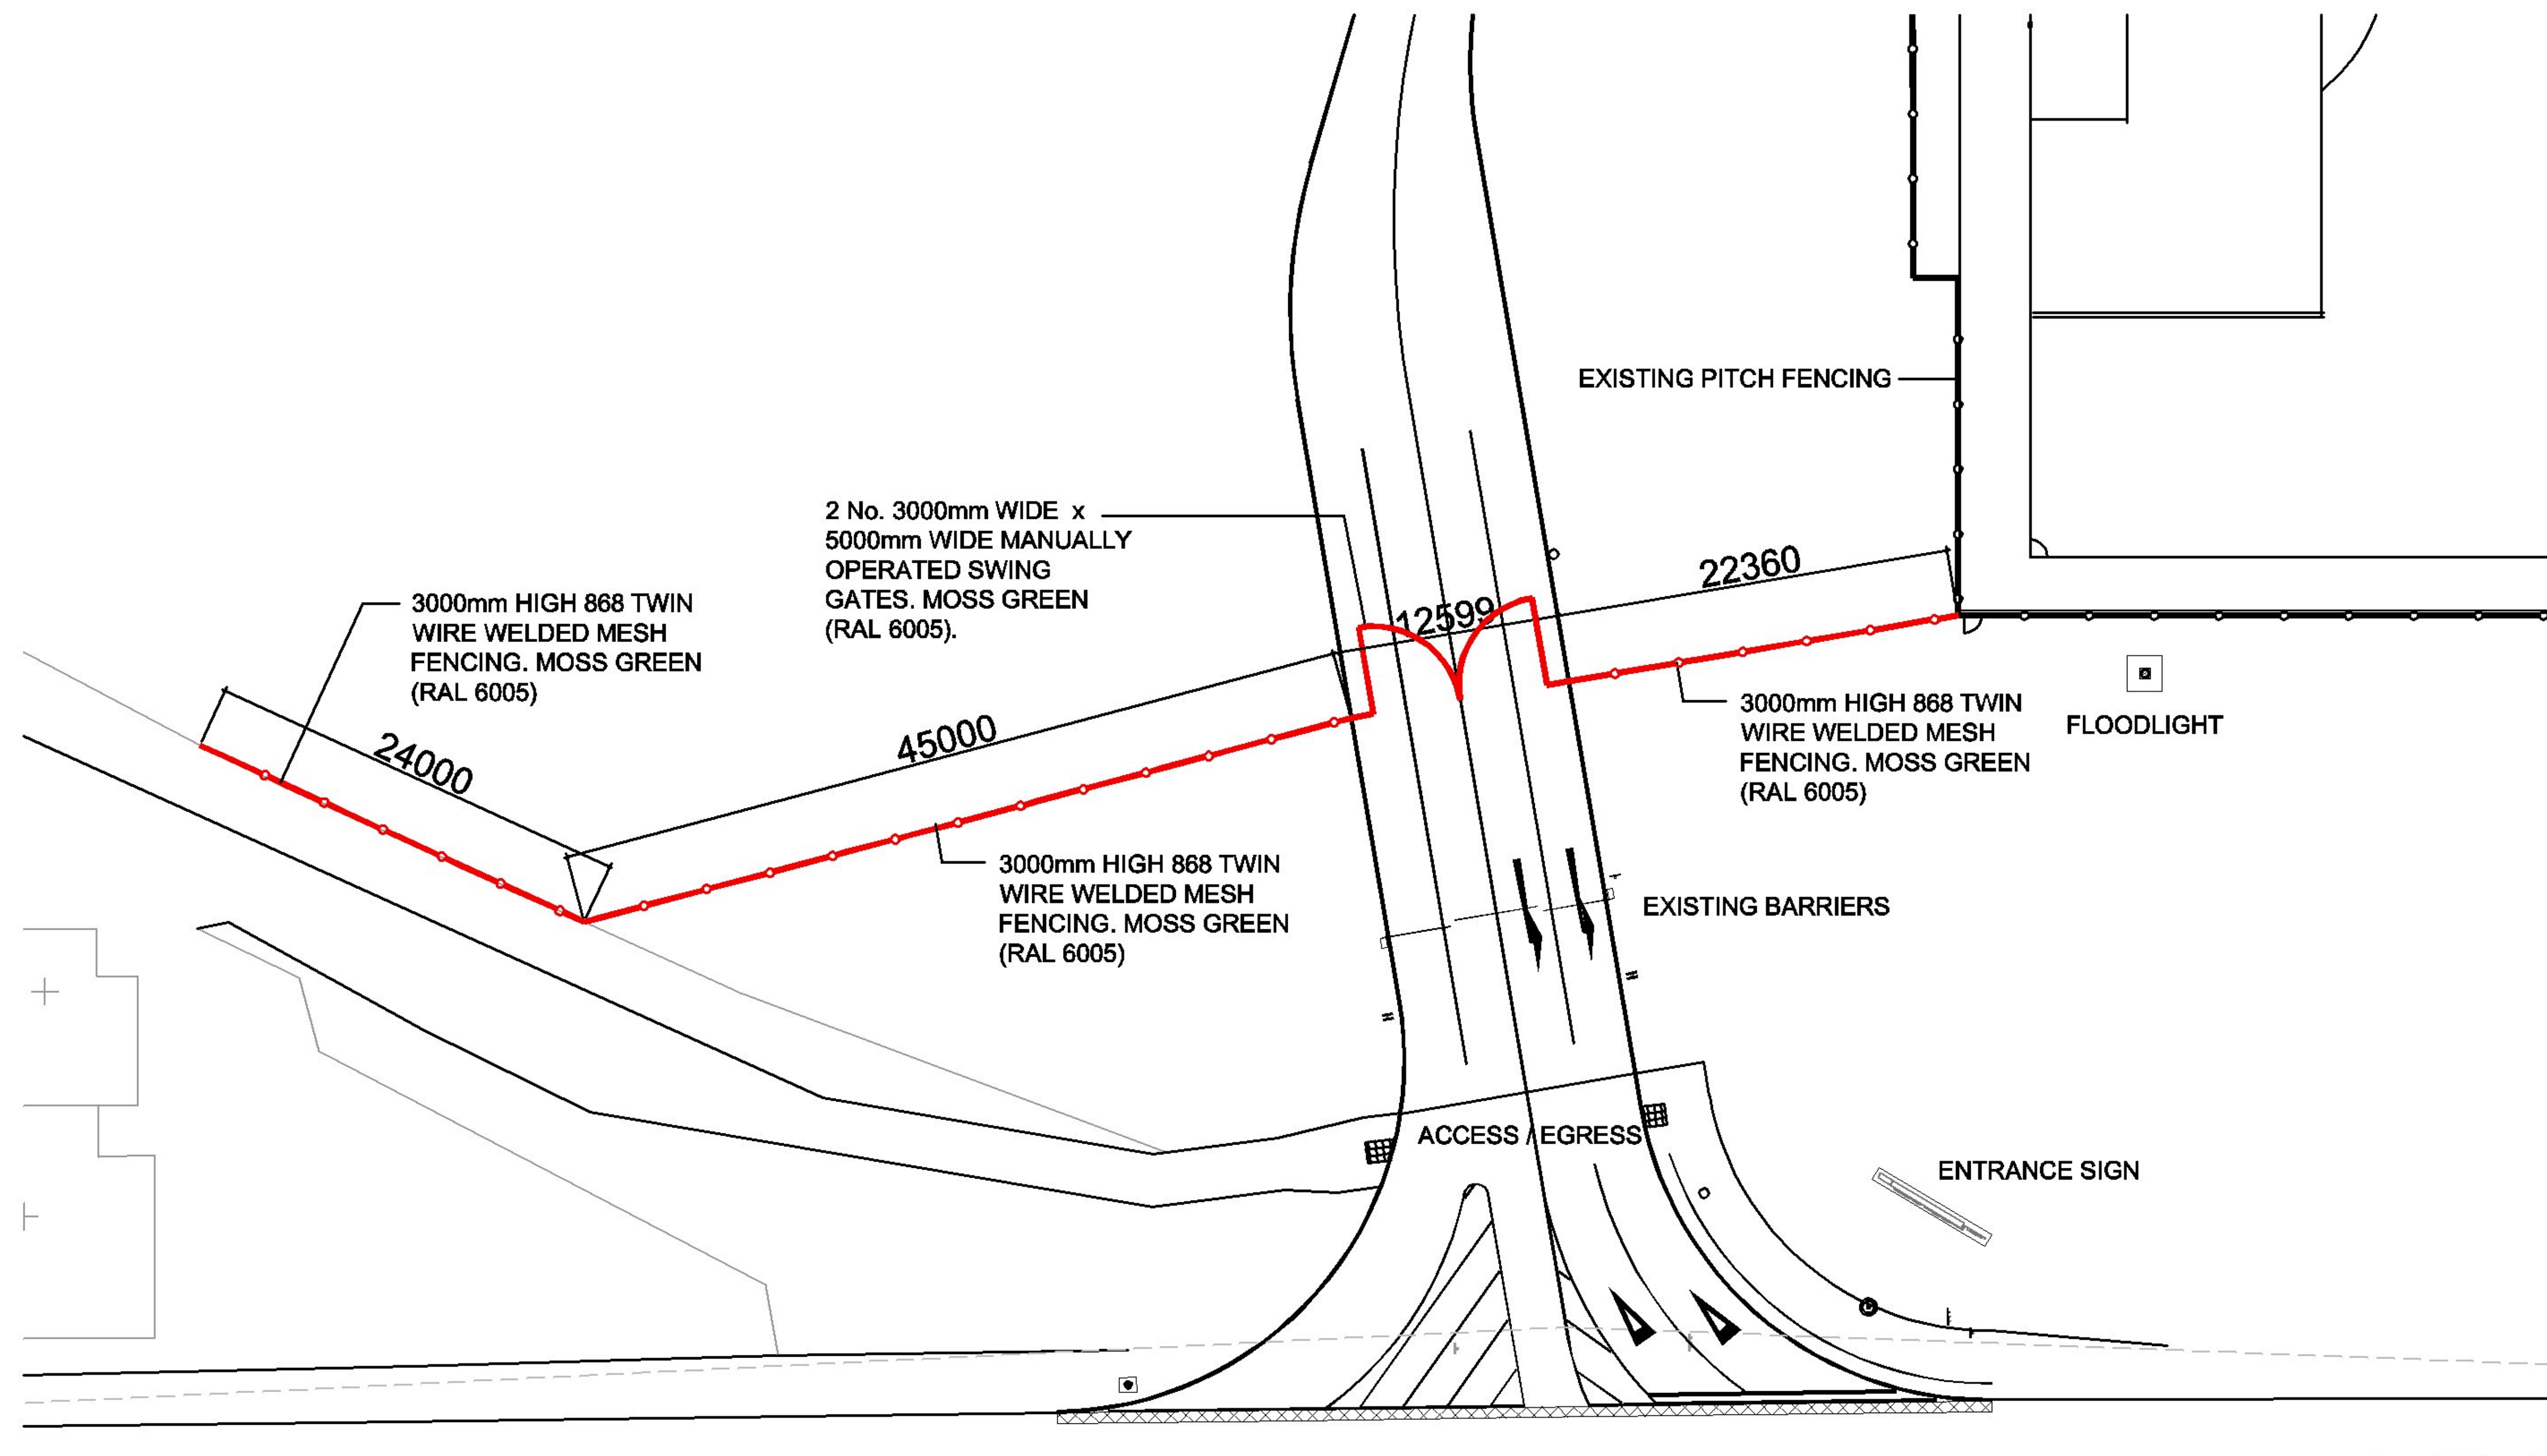 EXISTING PITCH FENCING
2 No. 3000mm WIDE x
5000mm WIDE MANUALLY
OPERATED SWING
GATES. MOSS GREEN
(RAL 6005).
22360
12599
3000mm HIGH 868 TWIN
WIRE WELDED MESH
FENCING. MOSS GREEN
(RAL 6005)
24000
45000
3000mm HIGH 868 TWIN
WIRE WELDED MESH
FENCING. MOSS GREEN
(RAL 6005)
FLOODLIGHT
3000mm HIGH 868 TWIN
WIRE WELDED MESH
FENCING. MOSS GREEN
(RAL 6005)
EXISTING BARRIERS
ACCESS / EGRESS
ENTRANCE SIGN